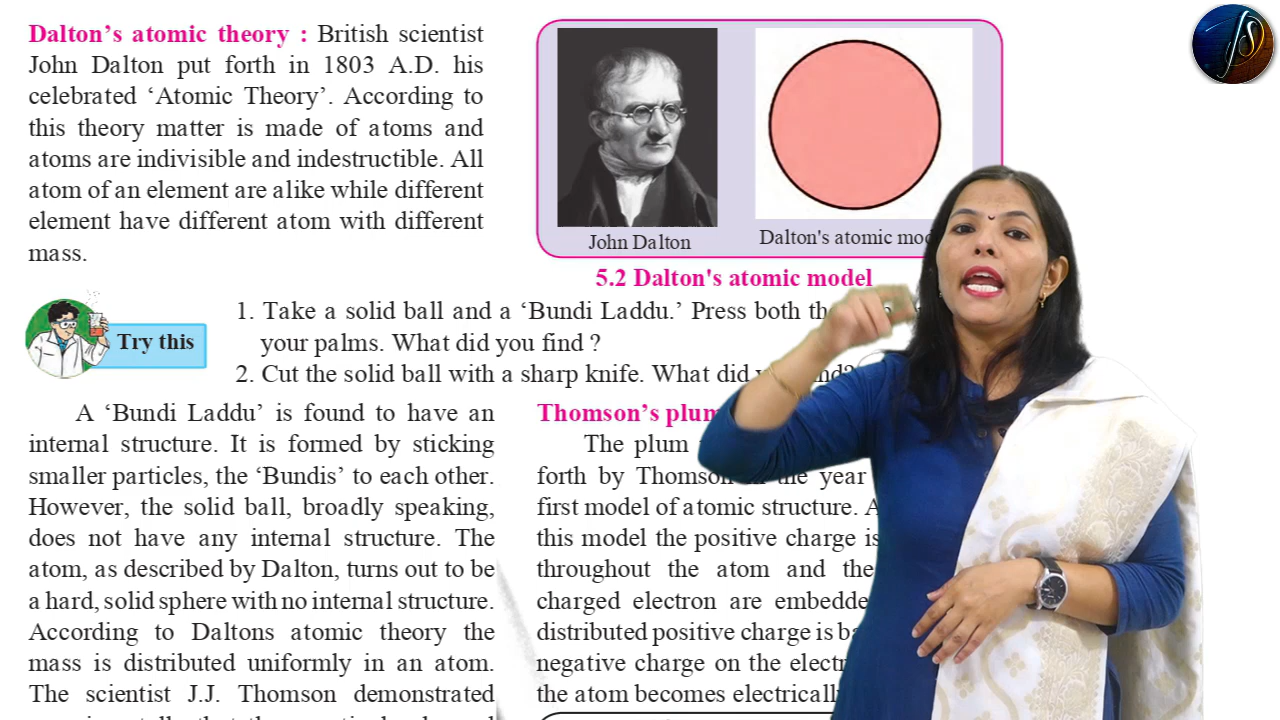 Dalton's atomic theory : British scientist
John Dalton put forth in 1803 A.D. his
celebrated 'Atomic Theory'. According to
this theory matter is made of atoms and
atoms are indivisible and indestructible. All
atom of an element are alike while different
element have different atom with different
mass.
John Dalton
Dalton's atomic
5.2 Dalton's atomic model
Try this
1. Take a solid ball and a 'Bundi Laddu.' Press both
your palms. What did you find ?
2. Cut the solid ball with a sharp knife. What did
A 'Bundi Laddu' is found to have an
internal structure. It is formed by sticking
smaller particles, the 'Bundis' to each other.
However, the solid ball, broadly speaking,
does not have any internal structure. The
atom, as described by Dalton, turns out to be
a hard, solid sphere with no internal structure.
According to Daltons atomic theory the
mass is distributed uniformly in an atom.
The scientist J.J. Thomson demonstrated
Thomson's
The plum
forth by Thomson the year
first model of atomic structure.
this model the positive charge is
throughout the atom and the
charged electron are
distributed positive charge is
negative charge on the
the atom becomes